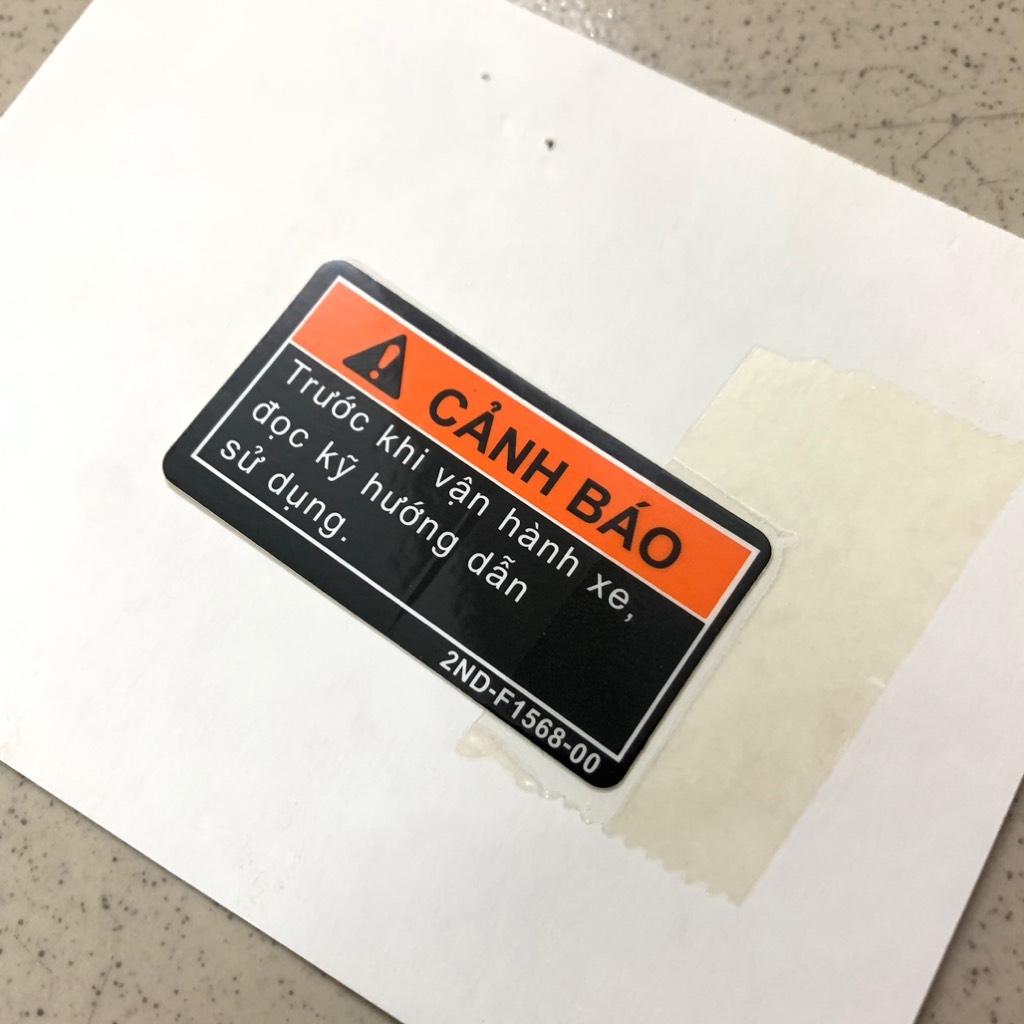 CẢNH BÁO
Trước khi vận hành xe,
đọc kỹ hướng dẫn
sử dụng.
2ND-F1568-00